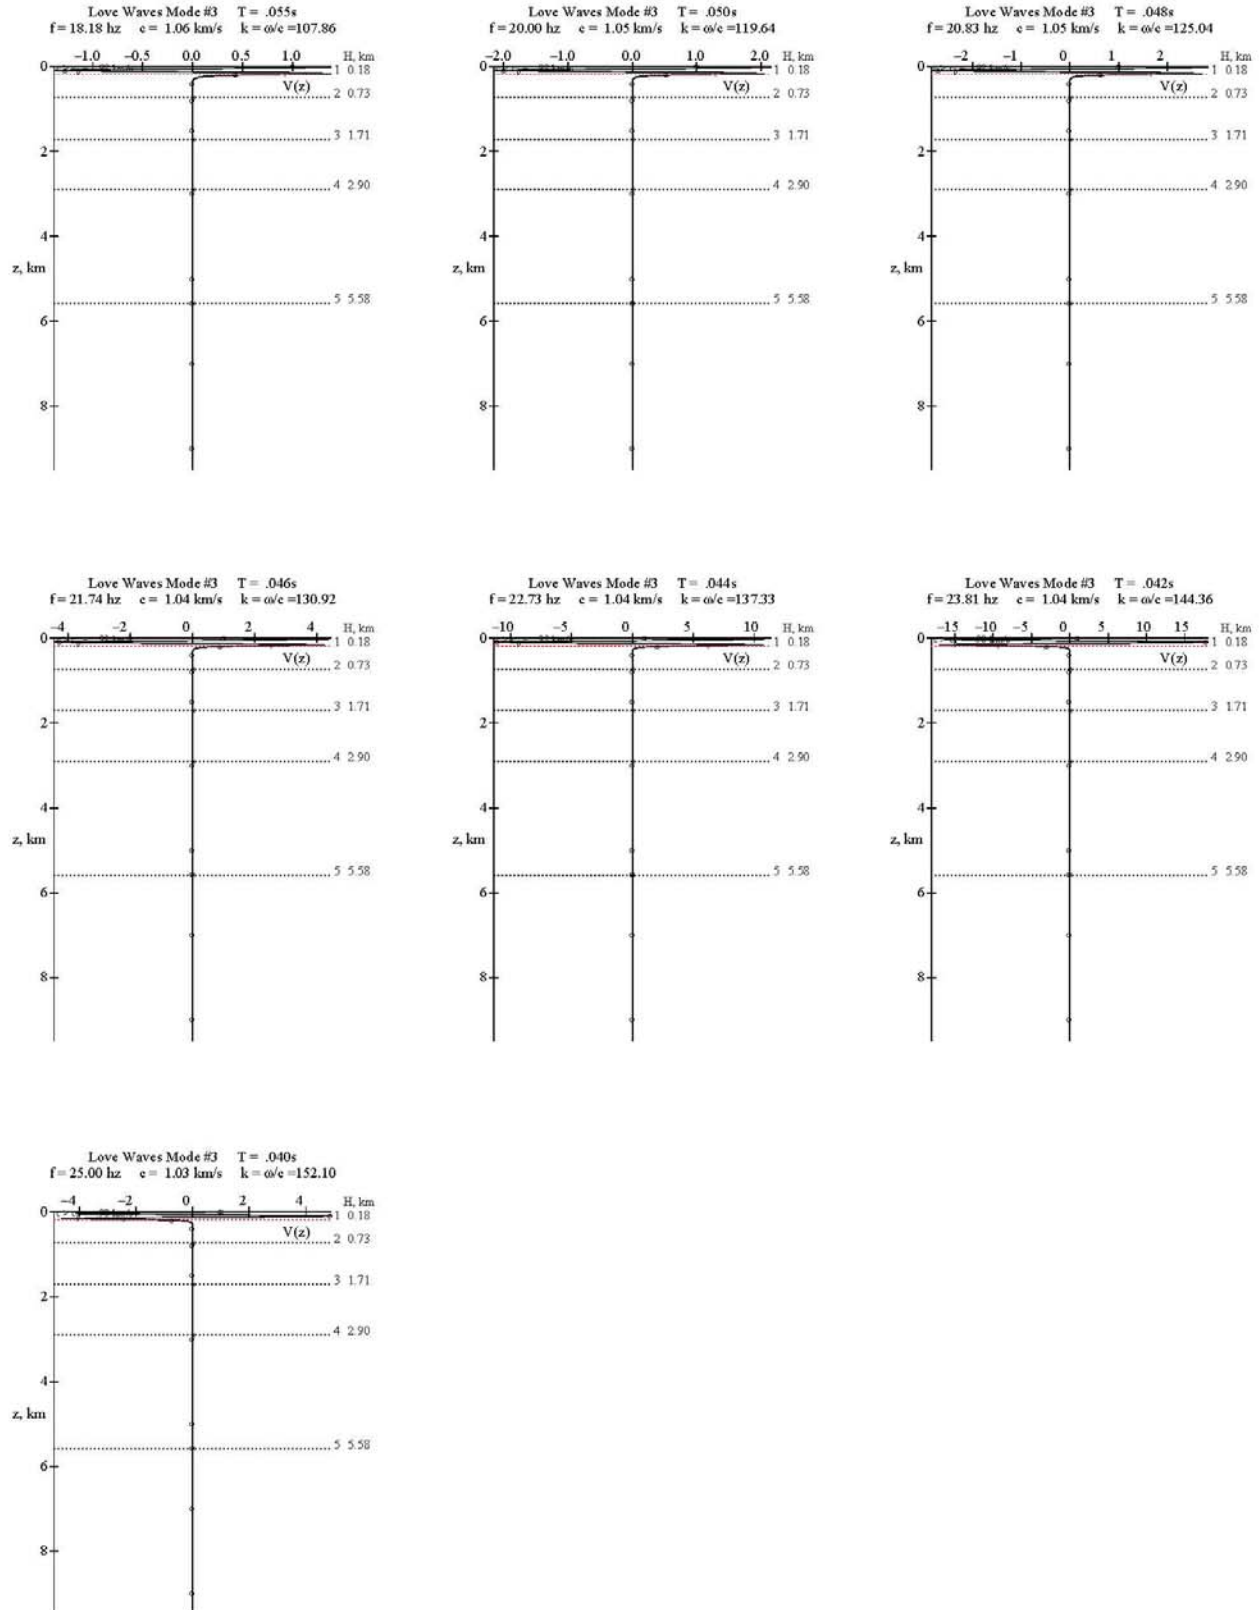 Love Waves Mode #3 T = .055s
f = 18.18 hz c = 1.06 km/s k = ω/c =107.86
−1.0 −0.5 0.0 0.5 1.0 H, km
0
1 0.18
V(z)
2 0.73
3 1.71
2
4 2.90
4
z, km
5 5.58
6
8
Love Waves Mode #3 T = .050s
f = 20.00 hz c = 1.05 km/s k = ω/c =119.64
−2.0 −1.0 0.0 1.0 2.0 H, km
0
1 0.18
V(z)
2 0.73
3 1.71
2
4 2.90
4
z, km
5 5.58
6
8
Love Waves Mode #3 T = .048s
f = 20.83 hz c = 1.05 km/s k = ω/c =125.04
−2 −1 0 1 2 H, km
0
1 0.18
V(z)
2 0.73
3 1.71
2
4 2.90
4
z, km
5 5.58
6
8
Love Waves Mode #3 T = .046s
f = 21.74 hz c = 1.04 km/s k = ω/c =130.92
−4 −2 0 2 4 H, km
0
1 0.18
V(z)
2 0.73
3 1.71
2
4 2.90
4
z, km
5 5.58
6
8
Love Waves Mode #3 T = .044s
f = 22.73 hz c = 1.04 km/s k = ω/c =137.33
−10 −5 0 5 10 H, km
0
1 0.18
V(z)
2 0.73
3 1.71
2
4 2.90
4
z, km
5 5.58
6
8
Love Waves Mode #3 T = .042s
f = 23.81 hz c = 1.04 km/s k = ω/c =144.36
−15 −10 −5 0 5 10 15 H, km
0
1 0.18
V(z)
2 0.73
3 1.71
2
4 2.90
4
z, km
5 5.58
6
8
Love Waves Mode #3 T = .040s
f = 25.00 hz c = 1.03 km/s k = ω/c =152.10
−4 −2 0 2 4 H, km
0
1 0.18
V(z)
2 0.73
3 1.71
2
4 2.90
4
z, km
5 5.58
6
8